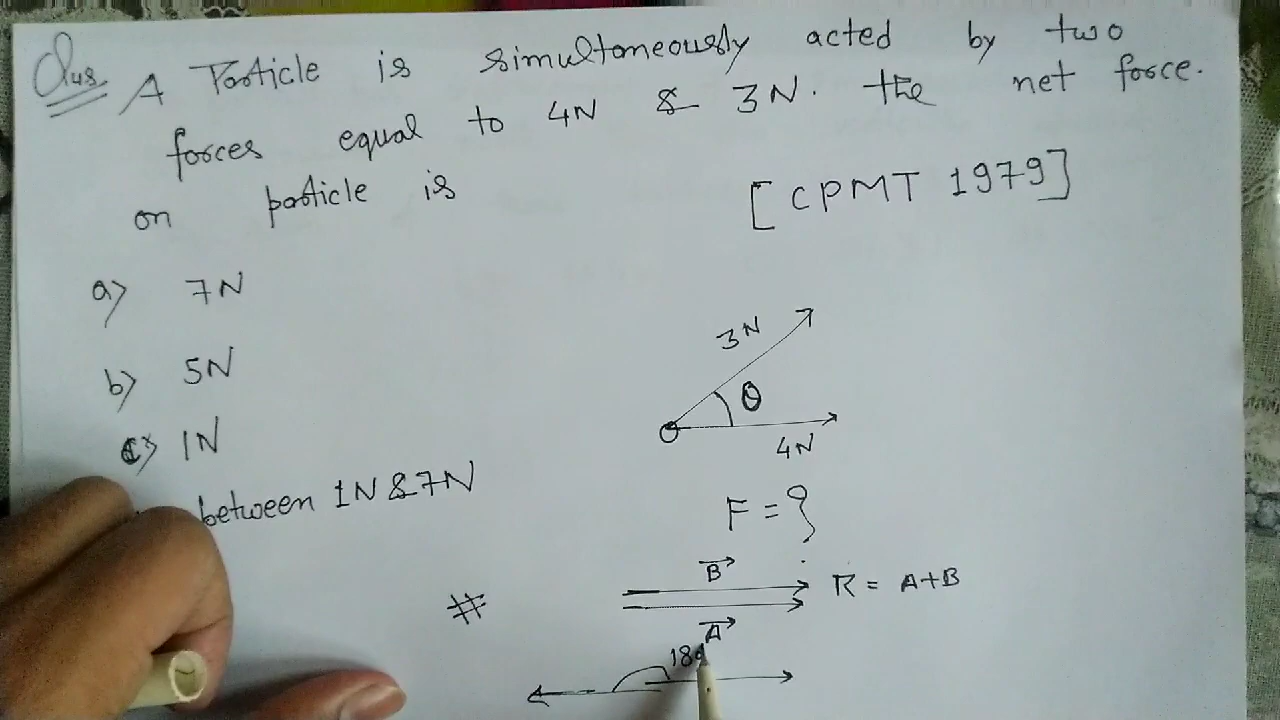 Qus. A Particle is simultaneously acted by two
forces equal to 4N & 3N. the net force.
on particle is
[CPMT 1979]
a) 7N
b) 5N
c) 1N
between 1N & 7N
3N
θ
4N
F = ?
B
R = A+B
#
A
180